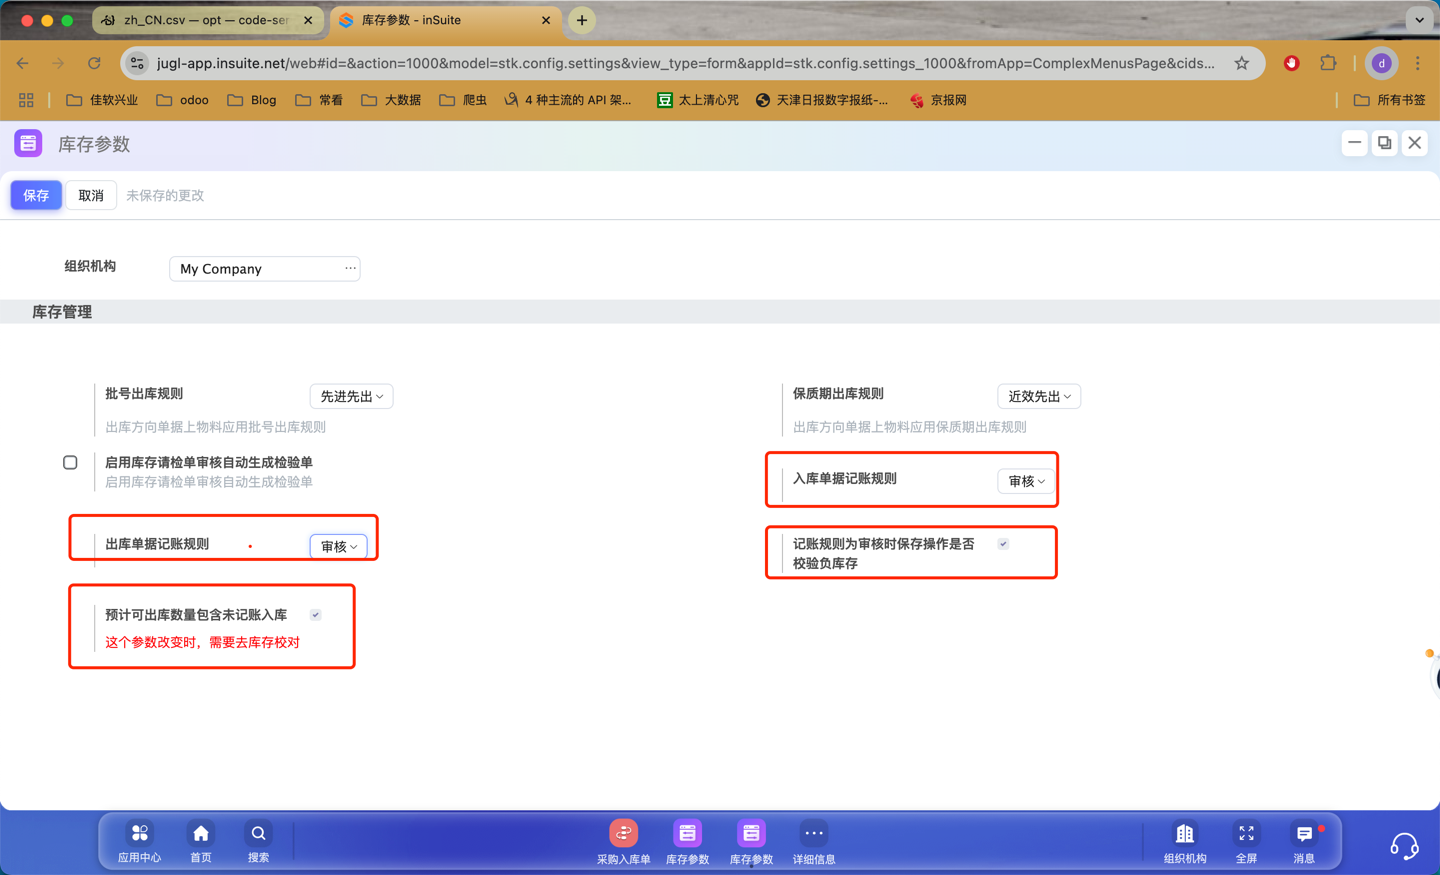 zh_CN.csv — opt — code-ser
库存参数 - inSuite
jugl-app.insuite.net/web#id=&action=1000&model=stk.config.settings&view_type=form&appId=stk.config.settings_1000&fromApp=ComplexMenusPage&cids...
d
佳软兴业
odoo
Blog
常看
大数据
爬虫
4 种主流的 API 架...
豆
太上清心咒
天津日报数字报纸-...
京报网
所有书签
库存参数
保存
取消
未保存的更改
组织机构
My Company
库存管理
批号出库规则
先进先出
出库方向单据上物料应用批号出库规则
保质期出库规则
近效先出
出库方向单据上物料应用保质期出库规则
启用库存请检单审核自动生成检验单
启用库存请检单审核自动生成检验单
入库单据记账规则
审核
出库单据记账规则
审核
记账规则为审核时保存操作是否
校验负库存
预计可出库数量包含未记账入库
这个参数改变时，需要去库存校对
应用中心
首页
搜索
采购入库单
库存参数
库存参数
详细信息
组织机构
全屏
消息